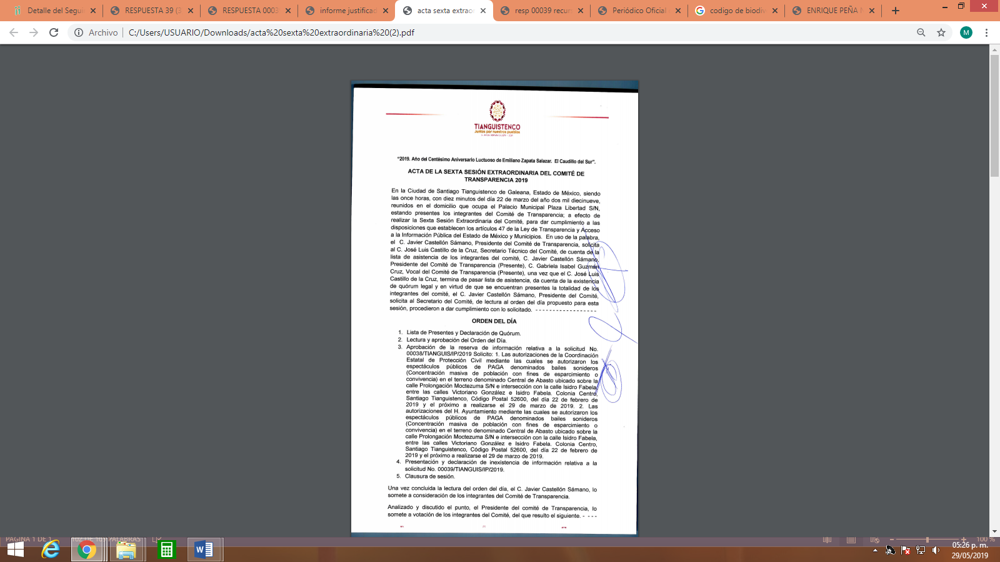 Detalle del Segui
RESPUESTA 39 (3
RESPUESTA 0003
informe justificad
acta sexta extraor
resp 00039 recur
Periódico Oficial
codigo de biodiv
ENRIQUE PEÑA
Archivo | C:/Users/USUARIO/Downloads/acta%20sexta%20extraordinaria%20(2).pdf
M
TIANGUISTENCO
Juntos por nuestros pueblos
"2019. Año del Centésimo Aniversario Luctuoso de Emiliano Zapata Salazar. El Caudillo del Sur".
ACTA DE LA SEXTA SESIÓN EXTRAORDINARIA DEL COMITÉ DE
TRANSPARENCIA 2019
En la Ciudad de Santiago Tianguistenco de Galeana, Estado de México, siendo
las once horas, con diez minutos del día 22 de marzo del año dos mil diecinueve,
reunidos en el domicilio que ocupa el Palacio Municipal Plaza Libertad S/N,
estando presentes los integrantes del Comité de Transparencia; a efecto de
realizar la Sexta Sesión Extraordinaria del Comité, para dar cumplimiento a las
disposiciones que establecen los artículos 47 de la Ley de Transparencia y Acceso
a la Información Pública del Estado de México y Municipios. En uso de la palabra,
el C. Javier Castellón Sámano, Presidente del Comité de Transparencia, solicita
al C. José Luis Castillo de la Cruz, Secretario Técnico del Comité, de cuenta de la
lista de asistencia de los integrantes del comité, C. Javier Castellón Sámano,
Presidente del Comité de Transparencia (Presente), C. Gabriela Isabel Guzmán
Cruz, Vocal del Comité de Transparencia (Presente), una vez que el C. José Luis
Castillo de la Cruz, termina de pasar lista de asistencia, da cuenta de la existencia
de quórum legal y en virtud de que se encuentran presentes la totalidad de los
integrantes del comité, el C. Javier Castellón Sámano, Presidente del Comité,
solicita al Secretario del Comité, de lectura al orden del día propuesto para esta
sesión, procedieron a dar cumplimiento con lo solicitado. - - - - - - - - - - - - - - - - - -
ORDEN DEL DÍA
1. Lista de Presentes y Declaración de Quórum.
2. Lectura y aprobación del Orden del Día.
3. Aprobación de la reserva de información relativa a la solicitud No.
00038/TIANGUIS/IP/2019 Solicito: 1. Las autorizaciones de la Coordinación
Estatal de Protección Civil mediante las cuales se autorizaron los
espectáculos públicos de PAGA denominados bailes sonideros
(Concentración masiva de población con fines de esparcimiento o
convivencia) en el terreno denominado Central de Abasto ubicado sobre la
calle Prolongación Moctezuma S/N e intersección con la calle Isidro Fabela,
entre las calles Victoriano González e Isidro Fabela. Colonia Centro,
Santiago Tianguistenco, Código Postal 52600, del día 22 de febrero de
2019 y el próximo a realizarse el 29 de marzo de 2019. 2. Las
autorizaciones del H. Ayuntamiento mediante las cuales se autorizaron los
espectáculos públicos de PAGA denominados bailes sonideros
(Concentración masiva de población con fines de esparcimiento o
convivencia) en el terreno denominado Central de Abasto ubicado sobre la
calle Prolongación Moctezuma S/N e intersección con la calle Isidro Fabela,
entre las calles Victoriano González e Isidro Fabela. Colonia Centro,
Santiago Tianguistenco, Código Postal 52600, del día 22 de febrero de
2019 y el próximo a realizarse el 29 de marzo de 2019.
4. Presentación y declaración de inexistencia de información relativa a la
solicitud No. 00039/TIANGUIS/IP/2019.
5. Clausura de sesión.
Una vez concluida la lectura del orden del día, el C. Javier Castellón Sámano, lo
somete a consideración de los integrantes del Comité de Transparencia.
Analizado y discutido el punto, el Presidente del comité de Transparencia, lo
somete a votación de los integrantes del Comité, del que resulto el siguiente. - - - -
PÁGINA 1 DE 1
PALABRAS
100 %
05:26 p. m.
29/05/2019